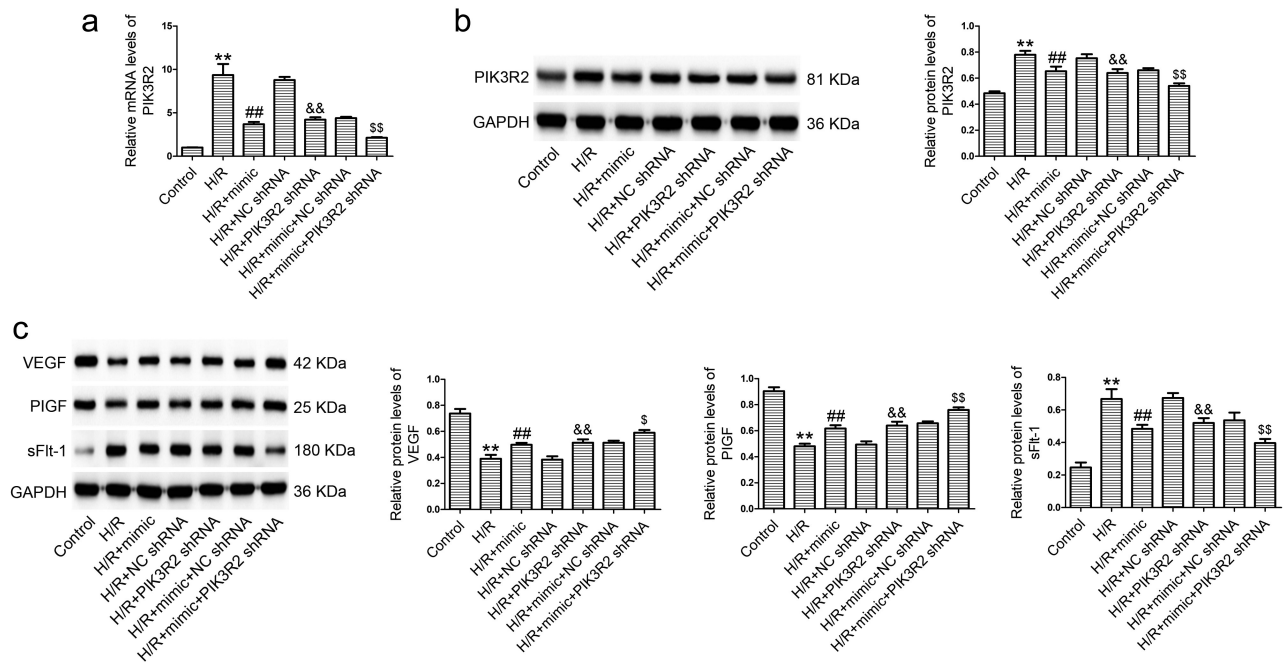 a
Relative mRNA levels of
PIK3R2
15
10
5
0
**
##
&&
$$
Control
H/R
H/R+mimic
H/R+NC shRNA
H/R+PIK3R2 shRNA
H/R+mimic+NC shRNA
H/R+mimic+PIK3R2 shRNA
b
PIK3R2
81 KDa
GAPDH
36 KDa
Control
H/R
H/R+mimic
H/R+NC shRNA
H/R+PIK3R2 shRNA
H/R+mimic+NC shRNA
H/R+mimic+PIK3R2 shRNA
Relative protein levels of
PIK3R2
1.0
0.8
0.6
0.4
0.2
0.0
**
##
&&
$$
Control
H/R
H/R+mimic
H/R+NC shRNA
H/R+PIK3R2 shRNA
H/R+mimic+NC shRNA
H/R+mimic+PIK3R2 shRNA
c
VEGF
42 KDa
PIGF
25 KDa
sFlt-1
180 KDa
GAPDH
36 KDa
Control
H/R
H/R+mimic
H/R+NC shRNA
H/R+PIK3R2 shRNA
H/R+mimic+NC shRNA
H/R+mimic+PIK3R2 shRNA
Relative protein levels of
VEGF
1.0
0.8
0.6
0.4
0.2
0.0
**
##
&&
$
Control
H/R
H/R+mimic
H/R+NC shRNA
H/R+PIK3R2 shRNA
H/R+mimic+NC shRNA
H/R+mimic+PIK3R2 shRNA
Relative protein levels of
PIGF
1.0
0.8
0.6
0.4
0.2
0.0
**
##
&&
$$
Control
H/R
H/R+mimic
H/R+NC shRNA
H/R+PIK3R2 shRNA
H/R+mimic+NC shRNA
H/R+mimic+PIK3R2 shRNA
Relative protein levels of
sFlt-1
0.8
0.6
0.4
0.2
0.0
**
##
&&
$$
Control
H/R
H/R+mimic
H/R+NC shRNA
H/R+PIK3R2 shRNA
H/R+mimic+NC shRNA
H/R+mimic+PIK3R2 shRNA